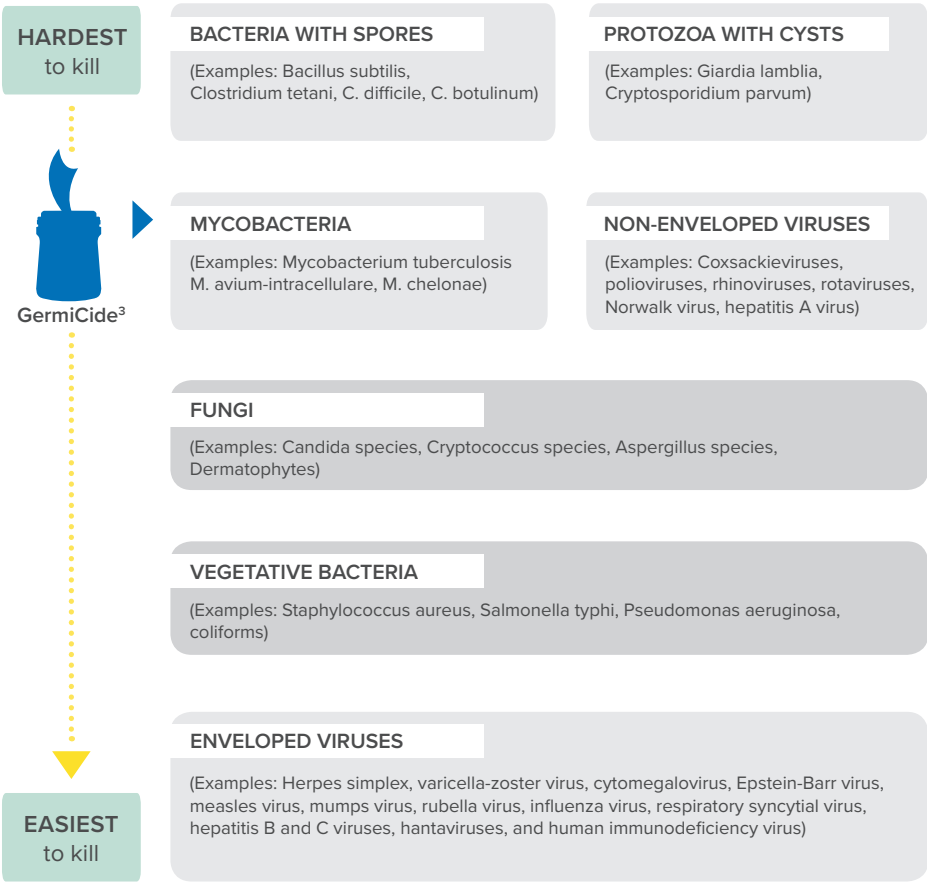 HARDEST
to kill
BACTERIA WITH SPORES
(Examples: Bacillus subtilis,
Clostridium tetani, C. difficile, C. botulinum)
PROTOZOA WITH CYSTS
(Examples: Giardia lamblia,
Cryptosporidium parvum)
GermiCide³
MYCOBACTERIA
(Examples: Mycobacterium tuberculosis
M. avium-intracellulare, M. chelonae)
NON-ENVELOPED VIRUSES
(Examples: Coxsackieviruses,
polioviruses, rhinoviruses, rotaviruses,
Norwalk virus, hepatitis A virus)
FUNGI
(Examples: Candida species, Cryptococcus species, Aspergillus species,
Dermatophytes)
VEGETATIVE BACTERIA
(Examples: Staphylococcus aureus, Salmonella typhi, Pseudomonas aeruginosa,
coliforms)
ENVELOPED VIRUSES
(Examples: Herpes simplex, varicella-zoster virus, cytomegalovirus, Epstein-Barr virus,
measles virus, mumps virus, rubella virus, influenza virus, respiratory syncytial virus,
hepatitis B and C viruses, hantaviruses, and human immunodeficiency virus)
EASIEST
to kill